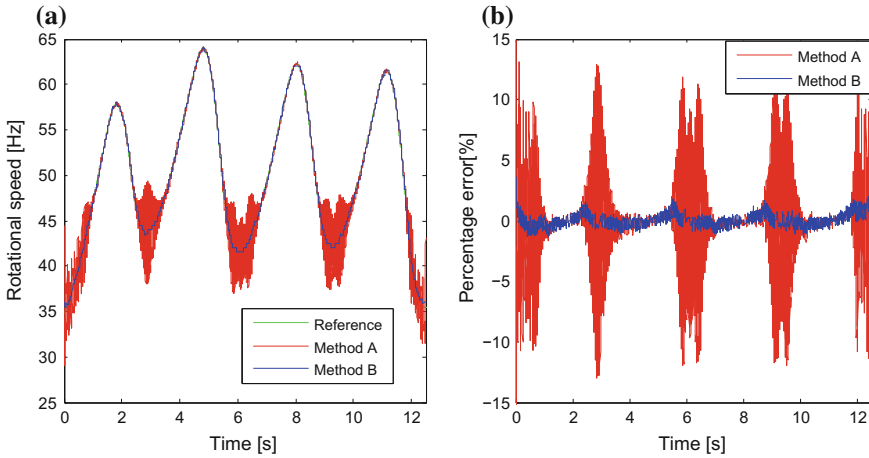 (a)
65
60
55
50
45
40
35
30
25
Rotational speed [Hz]
Reference
Method A
Method B
0
2
4
6
8
10
12
Time [s]
(b)
15
10
5
0
−5
−10
−15
Percentage error[%]
Method A
Method B
0
2
4
6
8
10
12
Time [s]